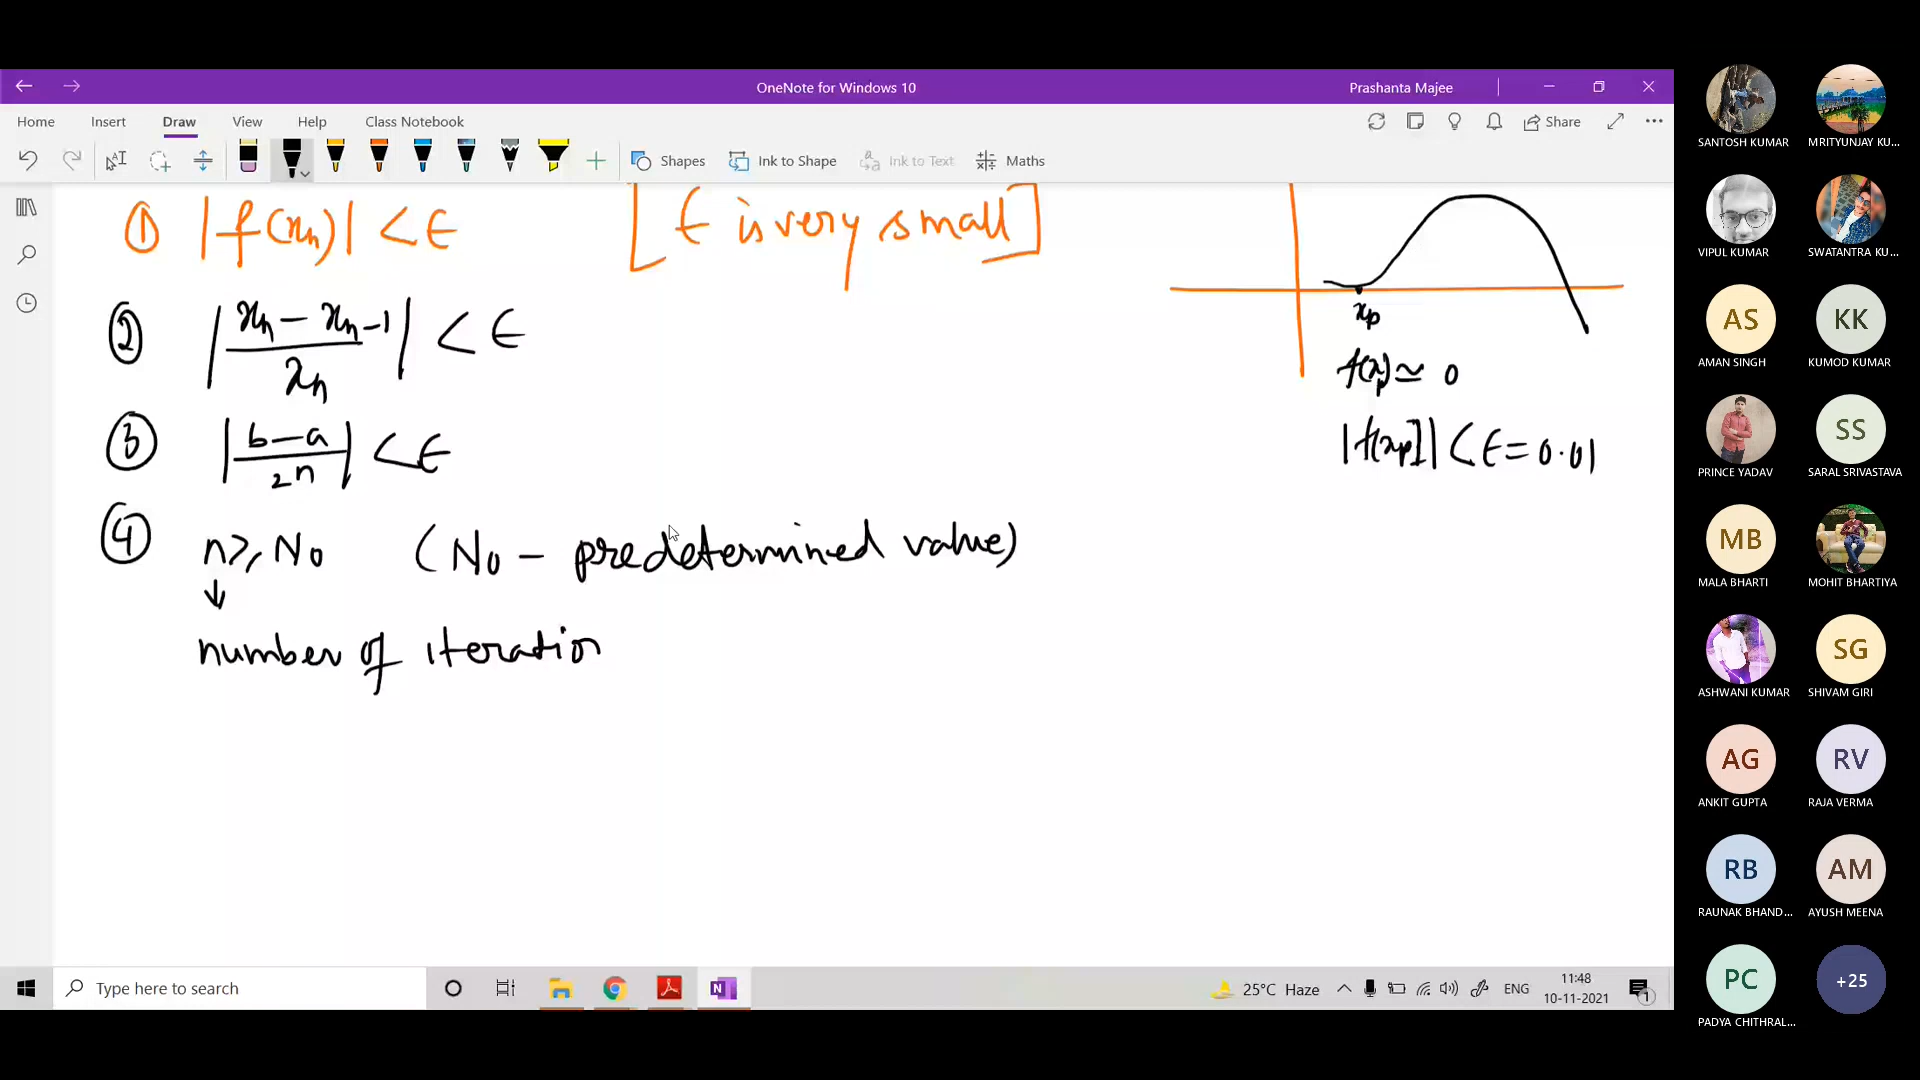 OneNote for Windows 10
Prashanta Majee
Home Insert Draw View Help Class Notebook
Share
Shapes Ink to Shape Ink to Text Maths
① |f(xₙ)| < ε [ε is very small]
② |xₙ - xₙ-1 / xₙ| < ε
③ |b-a / 2ⁿ| < ε
④ n ≥ N₀ (N₀ - predetermined value)
↓
number of iteration
xₚ
f(xₚ) ≃ 0
|f(xₚ)| < ε = 0.01
SANTOSH KUMAR MRITYUNJAY KU...
VIPUL KUMAR SWATANTRA KU...
AS KK
AMAN SINGH KUMOD KUMAR
SS
PRINCE YADAV SARAL SRIVASTAVA
MB
MALA BHARTI MOHIT BHARTIYA
SG
ASHWANI KUMAR SHIVAM GIRI
AG RV
ANKIT GUPTA RAJA VERMA
RB AM
RAUNAK BHAND... AYUSH MEENA
PC +25
PADYA CHITHRAL...
Type here to search
25°C Haze
ENG
11:48
10-11-2021
1